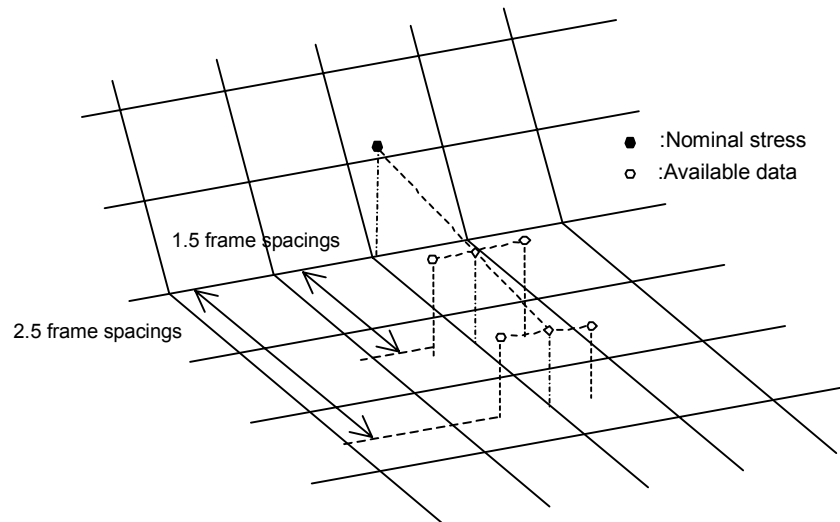 :Nominal stress
:Available data
1.5 frame spacings
2.5 frame spacings